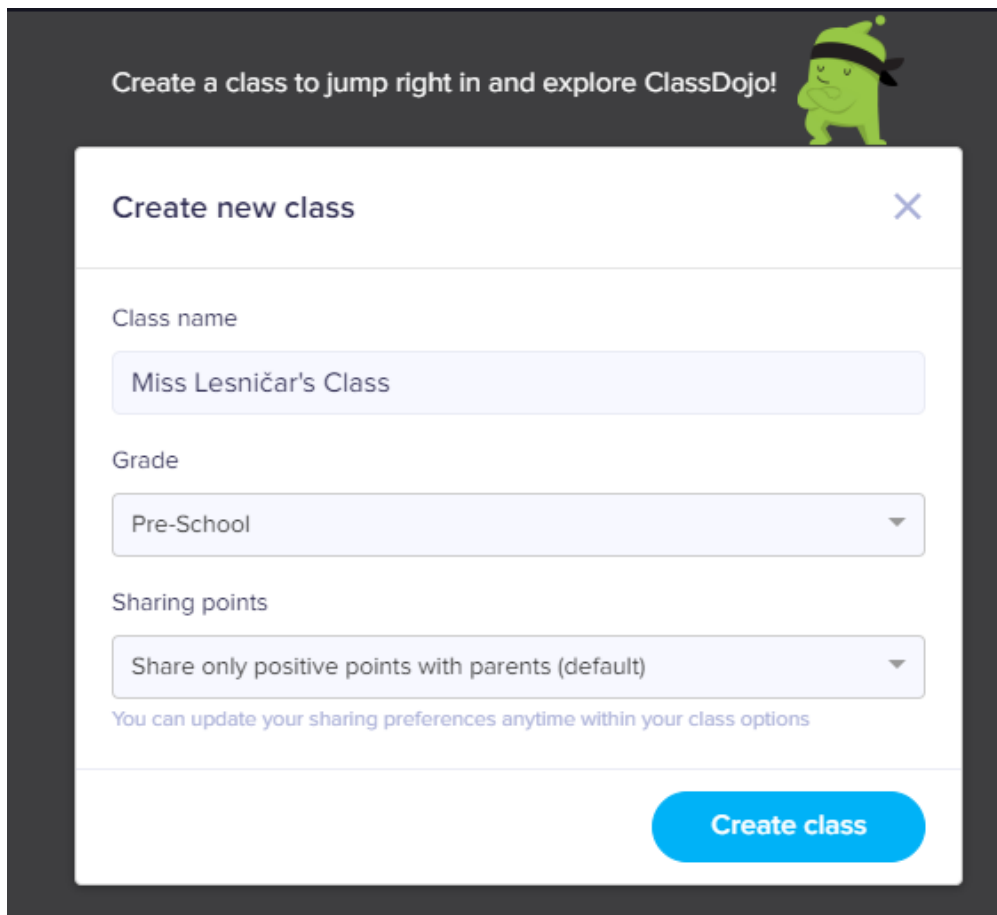 Create a class to jump right in and explore ClassDojo!
Create new class
Class name
Miss Lesničar's Class
Grade
Pre-School
Sharing points
Share only positive points with parents (default)
You can update your sharing preferences anytime within your class options
Create class